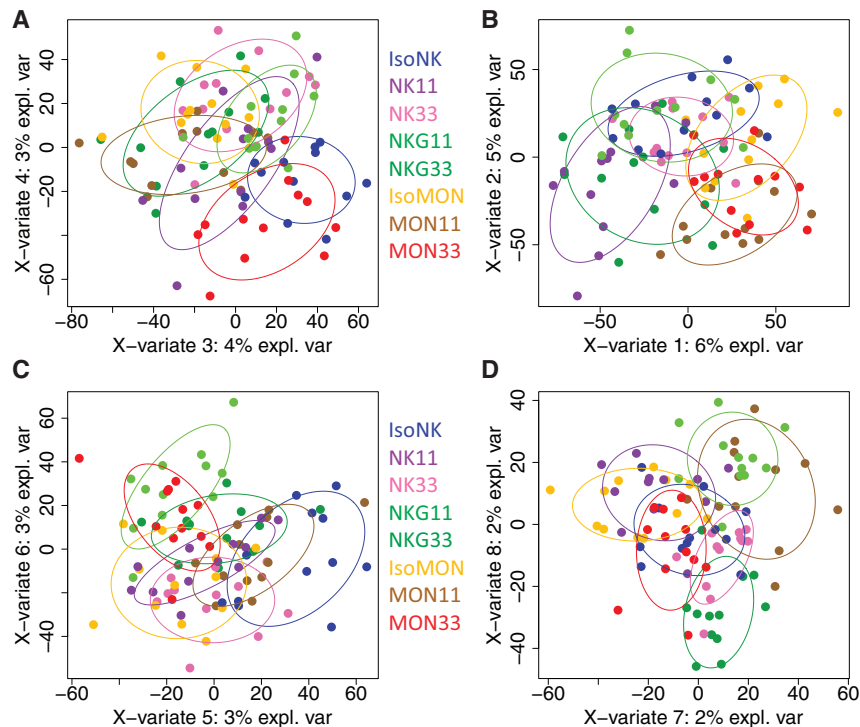 A
X-variate 4: 3% expl. var
40
20
0
−20
−60
−80
−40
0
20
40
60
X-variate 3: 4% expl. var
IsoNK
NK11
NK33
NKG11
NKG33
IsoMON
MON11
MON33
B
X-variate 2: 5% expl. var
50
0
−50
−50
0
50
X-variate 1: 6% expl. var
C
X-variate 6: 3% expl. var
60
40
20
0
−40
−60
−20
0
20
40
60
X-variate 5: 3% expl. var
IsoNK
NK11
NK33
NKG11
NKG33
IsoMON
MON11
MON33
D
X-variate 8: 2% expl. var
40
20
0
−20
−40
−60
−20
0
20
40
60
X-variate 7: 2% expl. var